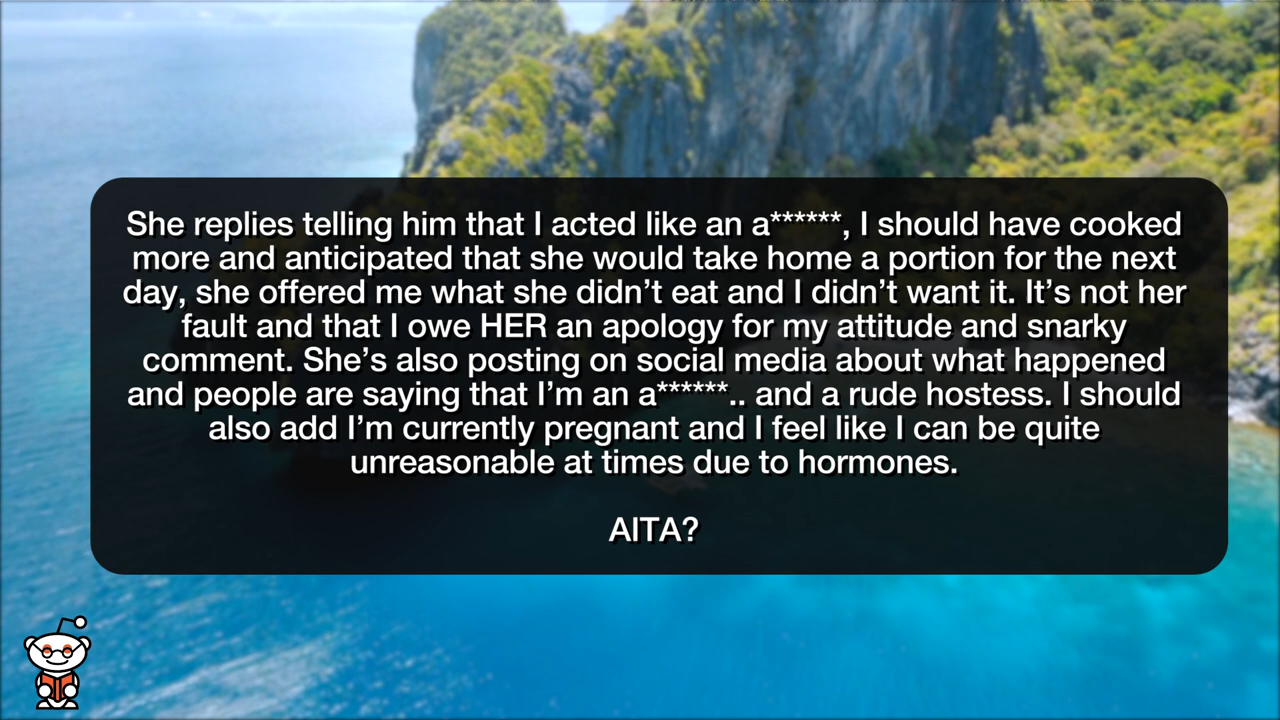 She replies telling him that I acted like an a******, I should have cooked
more and anticipated that she would take home a portion for the next
day, she offered me what she didn’t eat and I didn’t want it. It’s not her
fault and that I owe HER an apology for my attitude and snarky
comment. She’s also posting on social media about what happened
and people are saying that I’m an a******.. and a rude hostess. I should
also add I’m currently pregnant and I feel like I can be quite
unreasonable at times due to hormones.
AITA?